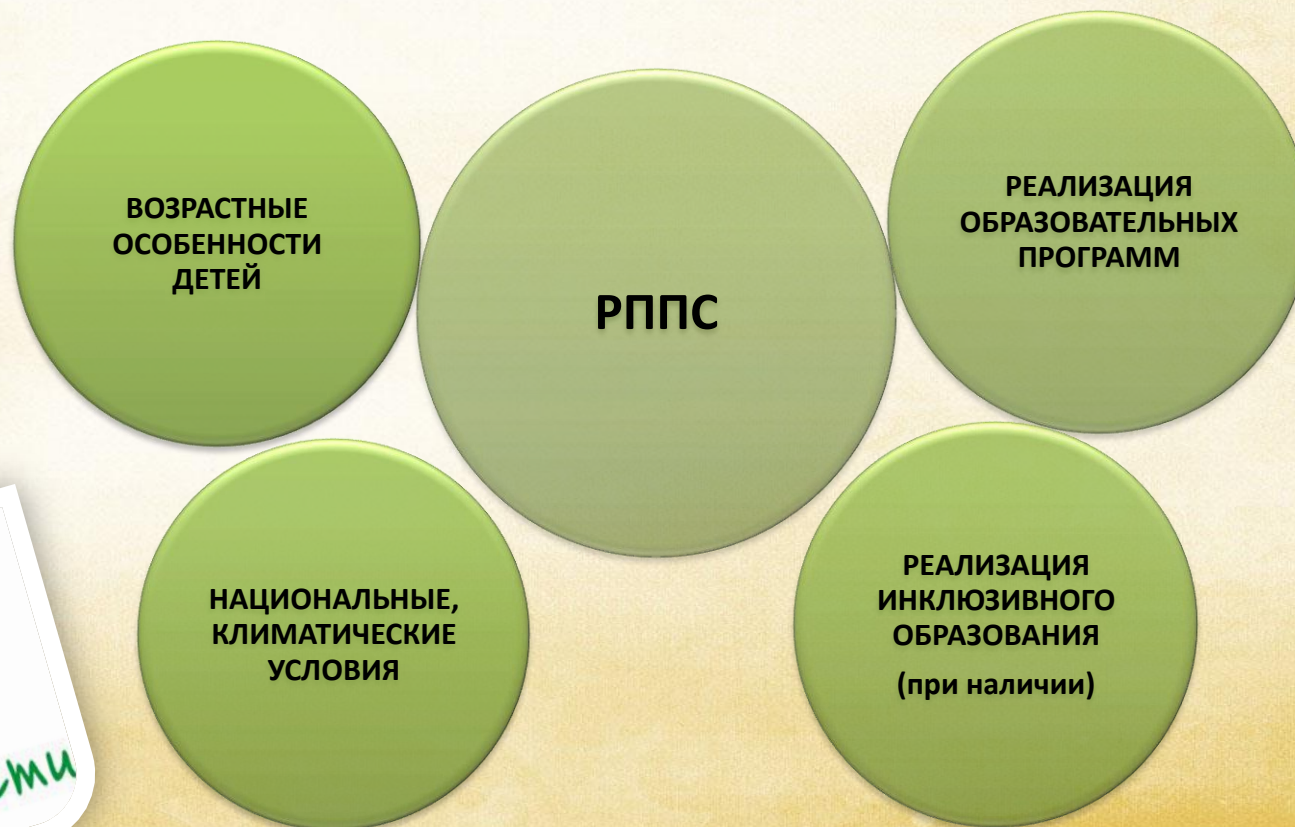 ВОЗРАСТНЫЕ
ОСОБЕННОСТИ
ДЕТЕЙ
РППС
РЕАЛИЗАЦИЯ
ОБРАЗОВАТЕЛЬНЫХ
ПРОГРАММ
НАЦИОНАЛЬНЫЕ,
КЛИМАТИЧЕСКИЕ
УСЛОВИЯ
РЕАЛИЗАЦИЯ
ИНКЛЮЗИВНОГО
ОБРАЗОВАНИЯ
(при наличии)